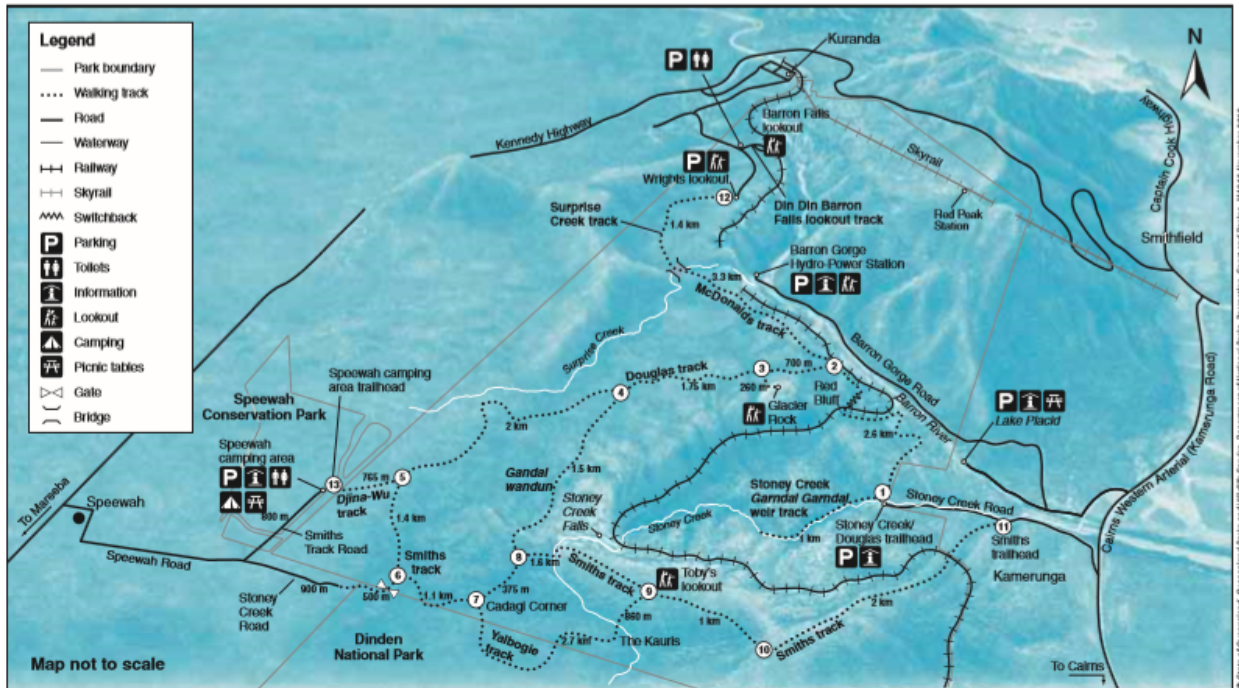 Legend
Park boundary
Walking track
Road
Waterway
Railway
Skyrail
Switchback
P Parking
Toilets
Information
Lookout
Camping
Picnic tables
Gate
Bridge
Map not to scale
N
P
Kuranda
Kennedy Highway
Barron Falls
lookout
P
Wrights lookout
12
Surprise
Creek track
1.4 km
Din Din Barron
Falls lookout track
Skyrail
Red Peak
Station
Captain Cook Highway
Smithfield
Barron Gorge
Hydro-Power Station
P
3.3 km
McDonalds track
Surprise Creek
Barron Gorge Road
Barron River
Douglas track
1.75 km
3
700 m
2
260 m
Red
Bluff
Glacier
Rock
4
2 km
2.6 km
P
Lake Placid
Cairns Western Arterial (Kamerunga Road)
Speewah camping
area trailhead
Speewah
Conservation Park
Speewah
camping area
P
13
765 m
5
Djina-Wu
track
800 m
Smiths
Track Road
To Mareeba
Speewah
Speewah Road
Stoney
Creek
Road
900 m
500 m
6
1.4 km
Smiths
track
1.1 km
7
Cadagi Corner
375 m
8
1.5 km
Gandal
wandun
Stoney
Creek
Falls
Stoney Creek
Stoney Creek
Garndal Garndal
weir track
1 km
1
Stoney Creek Road
Stoney Creek/
Douglas trailhead
P
11
Smiths
trailhead
Kamerunga
1.6 km
Smiths track
Toby's
lookout
9
860 m
The Kauris
1 km
10
Smiths track
2 km
Yalbogie
track
2.7 km
Dinden
National Park
To Cairns